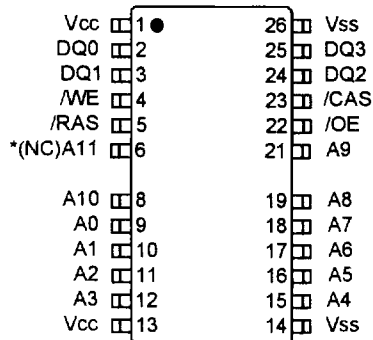 Vcc 1 26 Vss
DQ0 2 25 DQ3
DQ1 3 24 DQ2
/WE 4 23 /CAS
/RAS 5 22 /OE
*(NC)A11 6 21 A9
A10 8 19 A8
A0 9 18 A7
A1 10 17 A6
A2 11 16 A5
A3 12 15 A4
Vcc 13 14 Vss